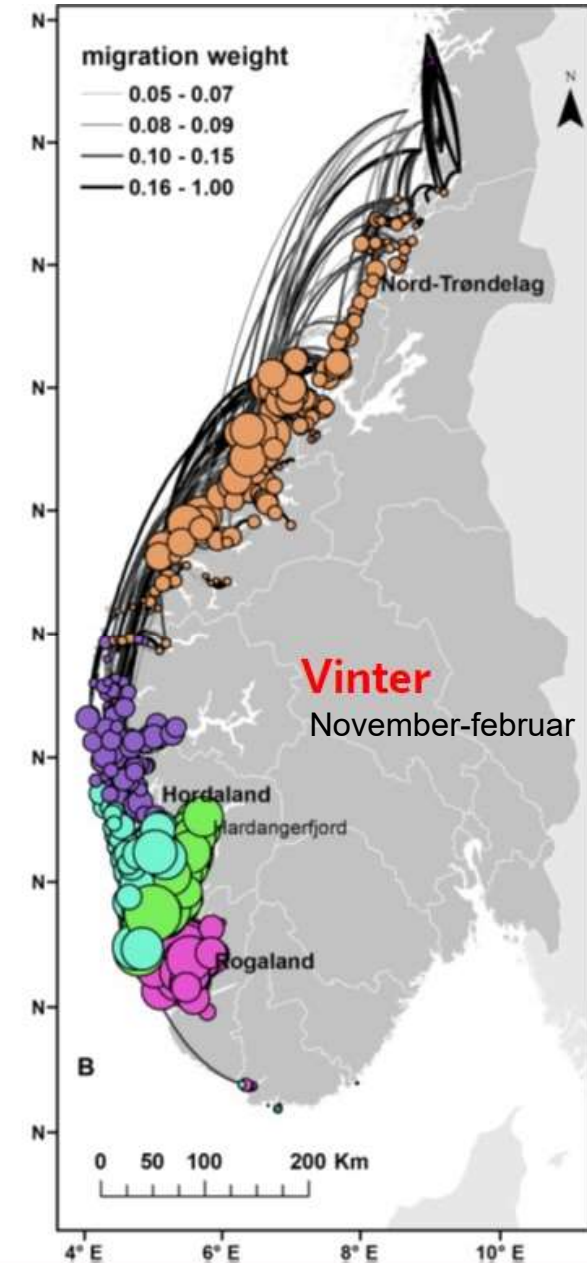 N
migration weight
0.05 - 0.07
0.08 - 0.09
0.10 - 0.15
0.16 - 1.00
N
N
N
Nord-Trøndelag
N
N
N
Vinter
November-februar
N
Hordaland
Hardangerfjord
N
Rogaland
N
B
N
0 50 100 200 Km
4° E 6° E 8° E 10° E